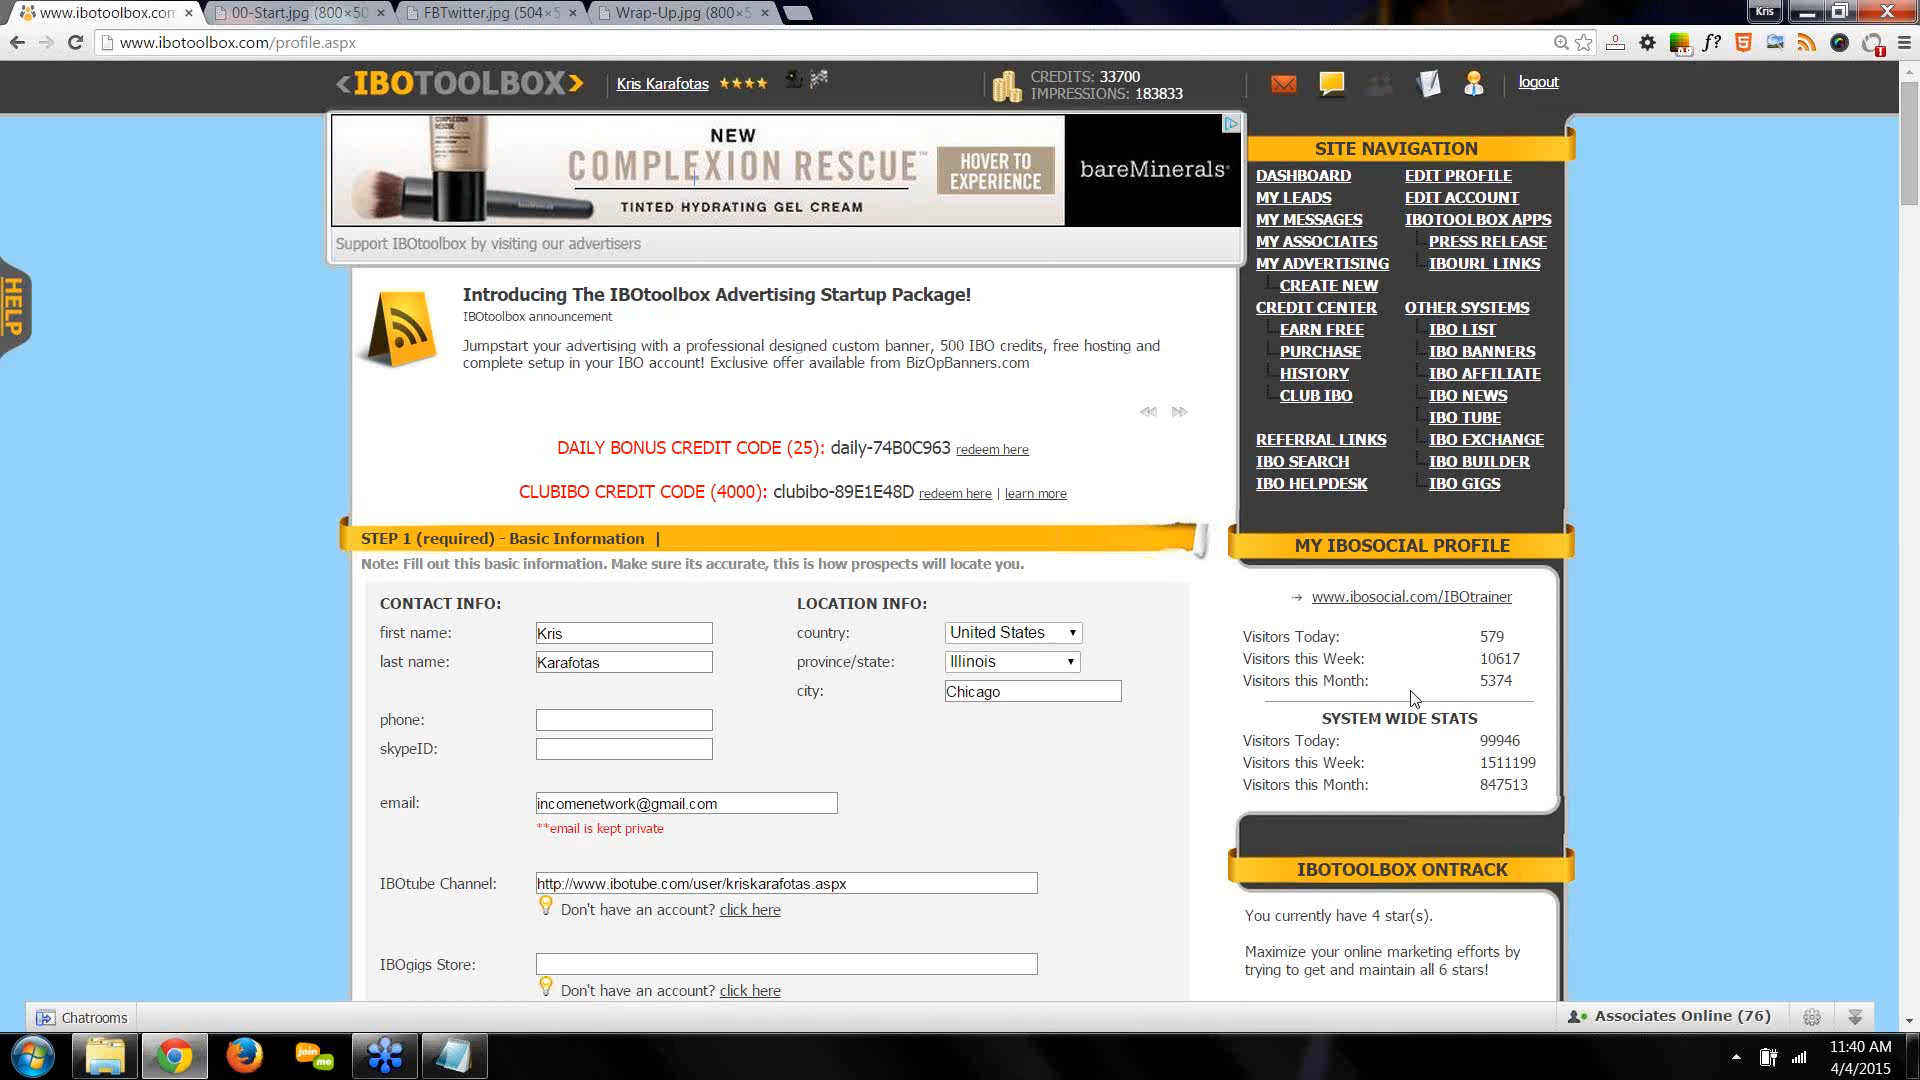 www.ibotoolbox.com
00-Start.jpg (800×50
FBTwitter.jpg (504×5
Wrap-Up.jpg (800×5
Kris
www.ibotoolbox.com/profile.aspx
<IBOTOOLBOX>
Kris Karafotas
CREDITS: 33700
IMPRESSIONS: 183833
logout
COMPLEXION RESCUE
NEW
COMPLEXION RESCUE™
TINTED HYDRATING GEL CREAM
HOVER TO
EXPERIENCE
bareMinerals
Support IBOtoolbox by visiting our advertisers
HELP
Introducing The IBOtoolbox Advertising Startup Package!
IBOtoolbox announcement
Jumpstart your advertising with a professional designed custom banner, 500 IBO credits, free hosting and
complete setup in your IBO account! Exclusive offer available from BizOpBanners.com
DAILY BONUS CREDIT CODE (25): daily-74B0C963 redeem here
CLUBIBO CREDIT CODE (4000): clubibo-89E1E48D redeem here | learn more
STEP 1 (required) - Basic Information |
Note: Fill out this basic information. Make sure its accurate, this is how prospects will locate you.
CONTACT INFO:
first name: Kris
last name: Karafotas
phone:
skypeID:
email: incomenetwork@gmail.com
**email is kept private
IBOtube Channel: http://www.ibotube.com/user/kriskarafotas.aspx
Don't have an account? click here
IBOgigs Store:
Don't have an account? click here
LOCATION INFO:
country: United States
province/state: Illinois
city: Chicago
SITE NAVIGATION
DASHBOARD
MY LEADS
MY MESSAGES
MY ASSOCIATES
MY ADVERTISING
CREATE NEW
CREDIT CENTER
EARN FREE
PURCHASE
HISTORY
CLUB IBO
REFERRAL LINKS
IBO SEARCH
IBO HELPDESK
EDIT PROFILE
EDIT ACCOUNT
IBOTOOLBOX APPS
PRESS RELEASE
IBOURL LINKS
OTHER SYSTEMS
IBO LIST
IBO BANNERS
IBO AFFILIATE
IBO NEWS
IBO TUBE
IBO EXCHANGE
IBO BUILDER
IBO GIGS
MY IBOSOCIAL PROFILE
www.ibosocial.com/IBOtrainer
Visitors Today: 579
Visitors this Week: 10617
Visitors this Month: 5374
SYSTEM WIDE STATS
Visitors Today: 99946
Visitors this Week: 1511199
Visitors this Month: 847513
IBOTOOLBOX ONTRACK
You currently have 4 star(s).
Maximize your online marketing efforts by
trying to get and maintain all 6 stars!
Chatrooms
Associates Online (76)
join
me
11:40 AM
4/4/2015